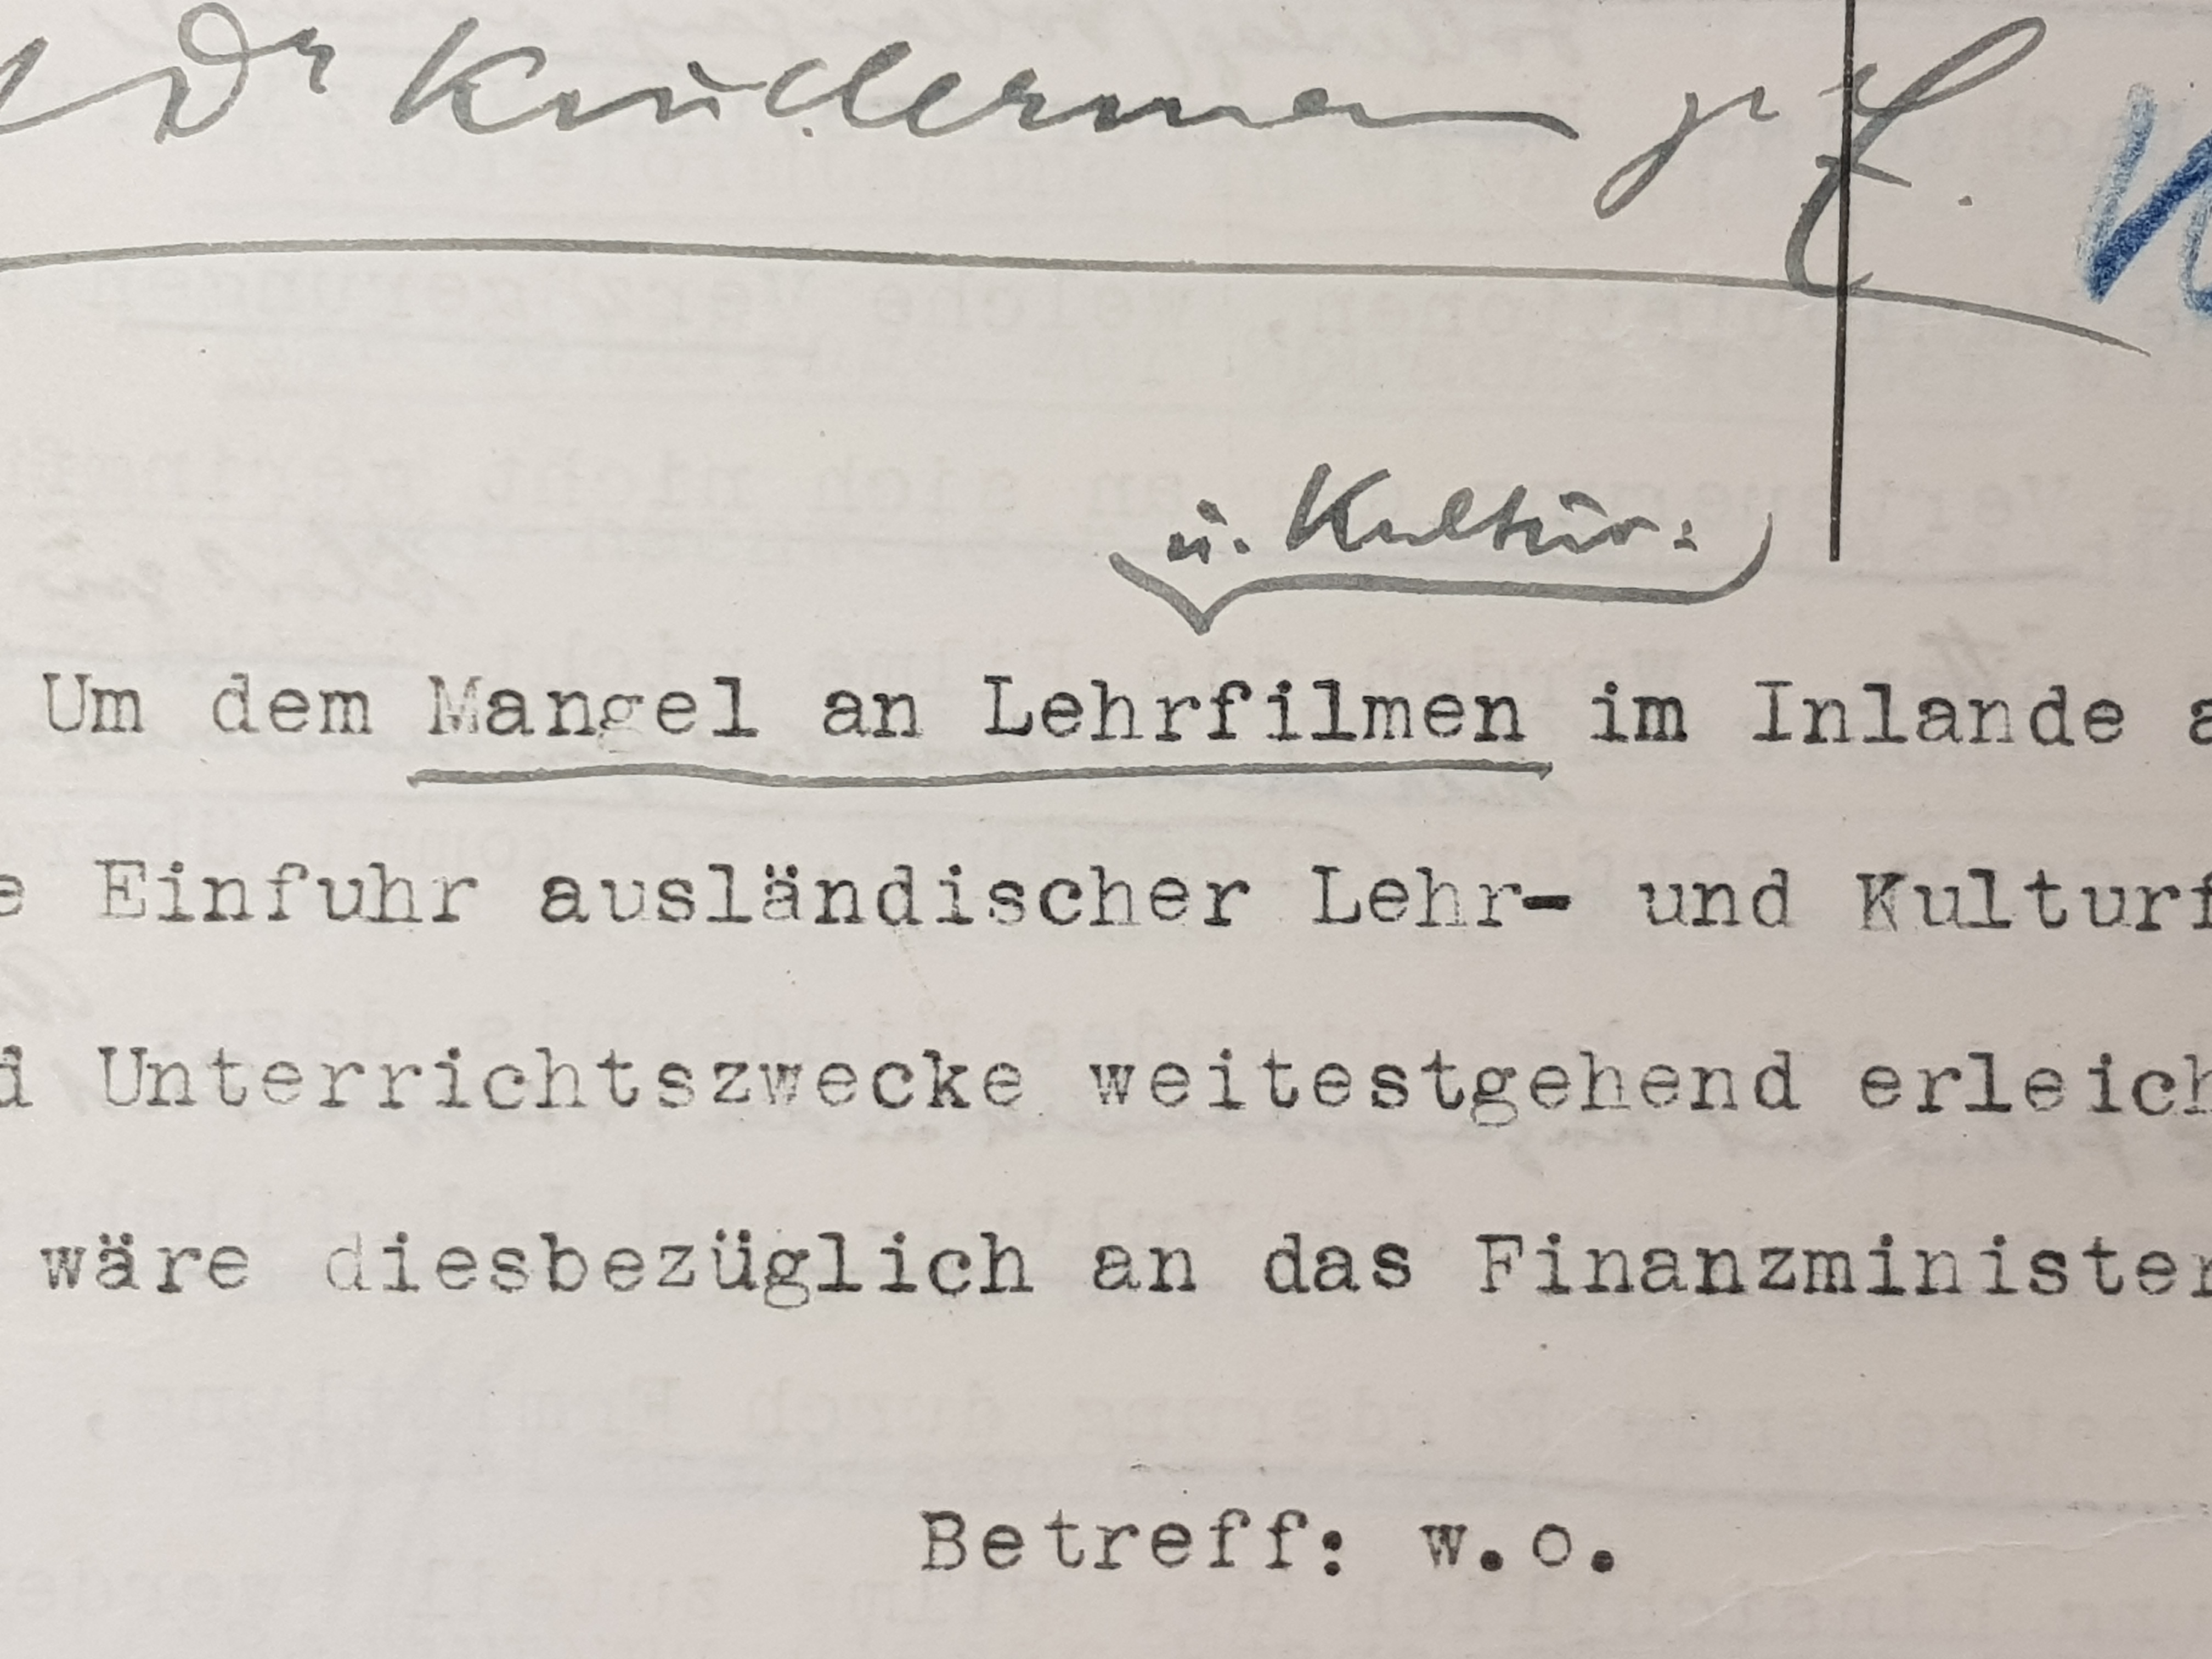 Dr Kindermann
u. Kultur:
Um dem Mangel an Lehrfilmen im Inlande a
e Einfuhr ausländischer Lehr- und Kulturf
d Unterrichtszwecke weitestgehend erleich
wäre diesbezüglich an das Finanzminister
Betreff: w.o.